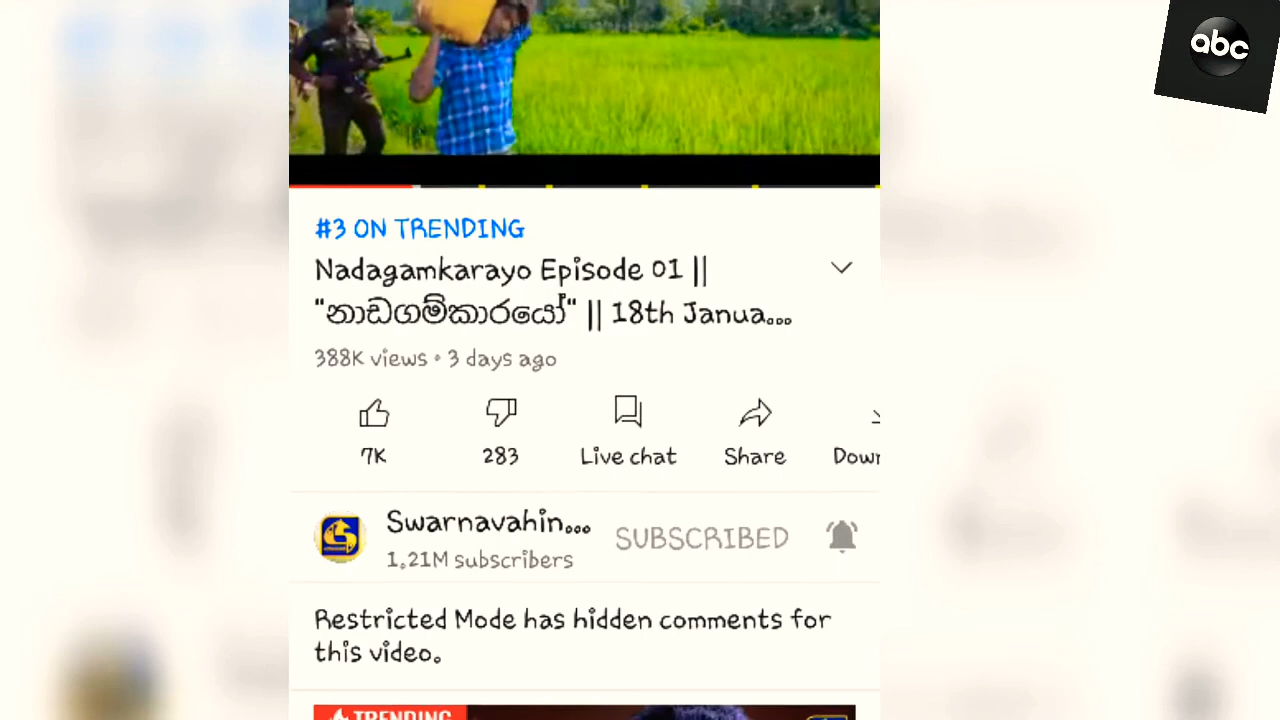 abc
#3 ON TRENDING
Nadagamkarayo Episode 01 ||
"නාඩගම්කාරයෝ" || 18th Janua...
388K views • 3 days ago
7K
283
Live chat
Share
Down
Swarnavahin...
SUBSCRIBED
1.21M subscribers
Restricted Mode has hidden comments for
this video.
TRENDING